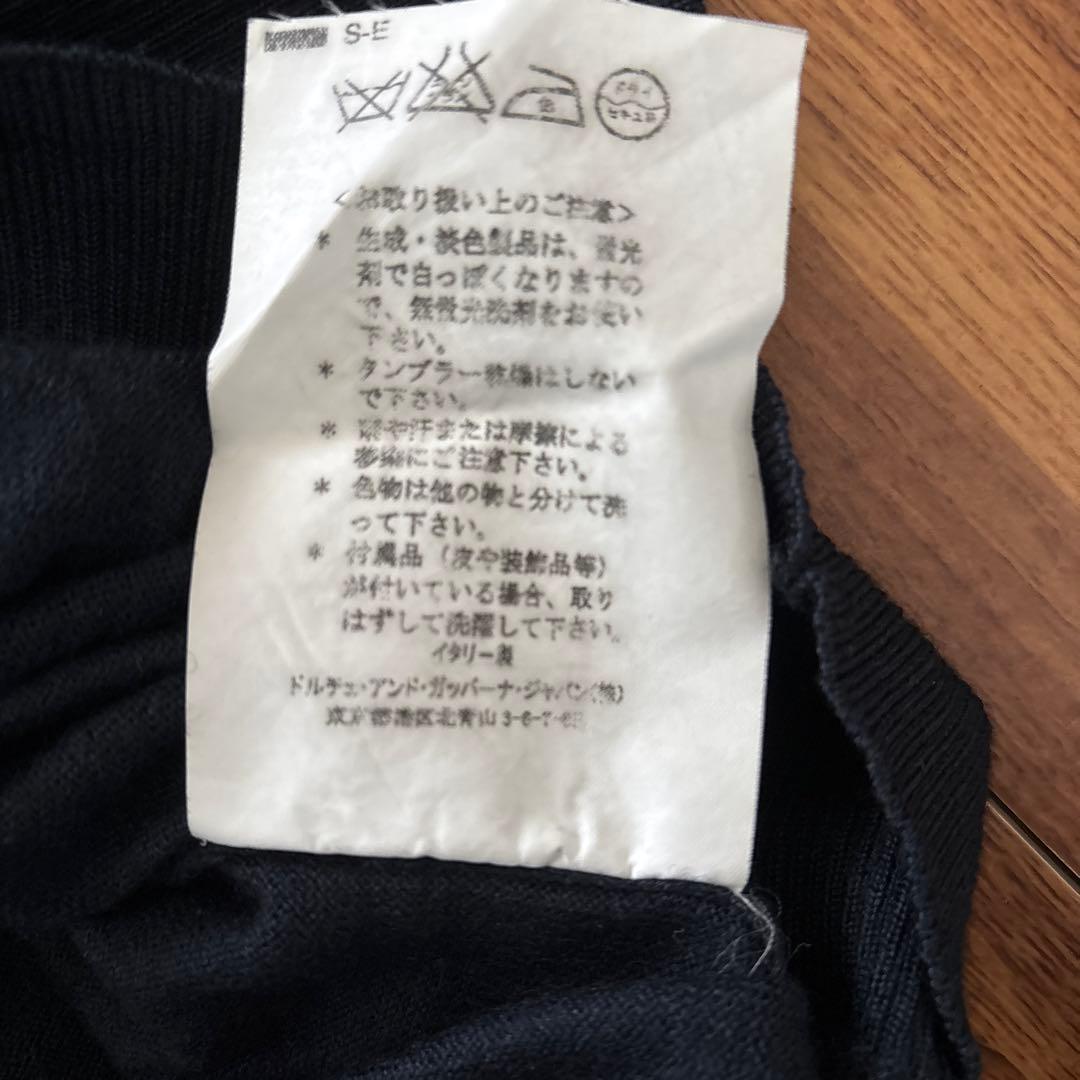 S-E
中
ドライ
セキユ系
<お取り扱い上のご注意>
* 生成・淡色製品は、蛍光
剤で白っぽくなりますの
で、無蛍光洗剤をお使い
下さい。
* タンブラー乾燥はしない
で下さい。
* 雨や汗または摩擦による
移染にご注意下さい。
* 色物は他の物と分けて洗
って下さい。
* 付属品(皮や装飾品等)
が付いている場合、取り
はずして洗濯して下さい。
イタリー製
ドルチェ・アンド・ガッバーナ・ジャパン(株)
東京都港区北青山3-6-7-8F